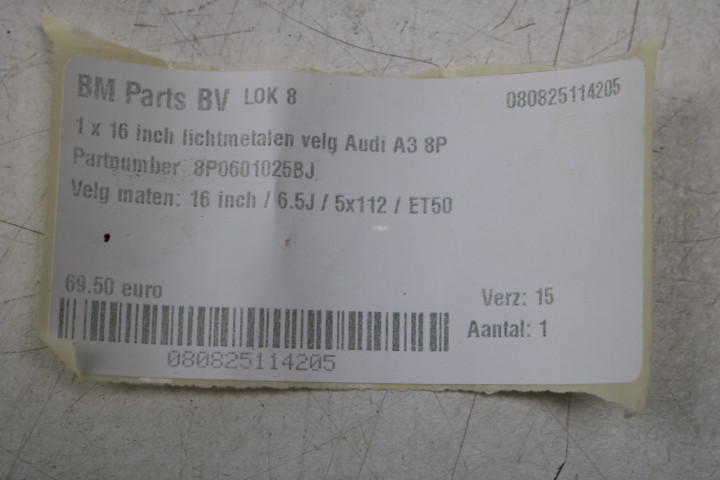 BM Parts BV LOK 8 080825114205
1 x 16 inch lichtmetalen velg Audi A3 8P
Partnumber: 8P0601025BJ
Velg maten: 16 inch / 6.5J / 5x112 / ET50
69.50 euro
Verz: 15
Aantal: 1
080825114205